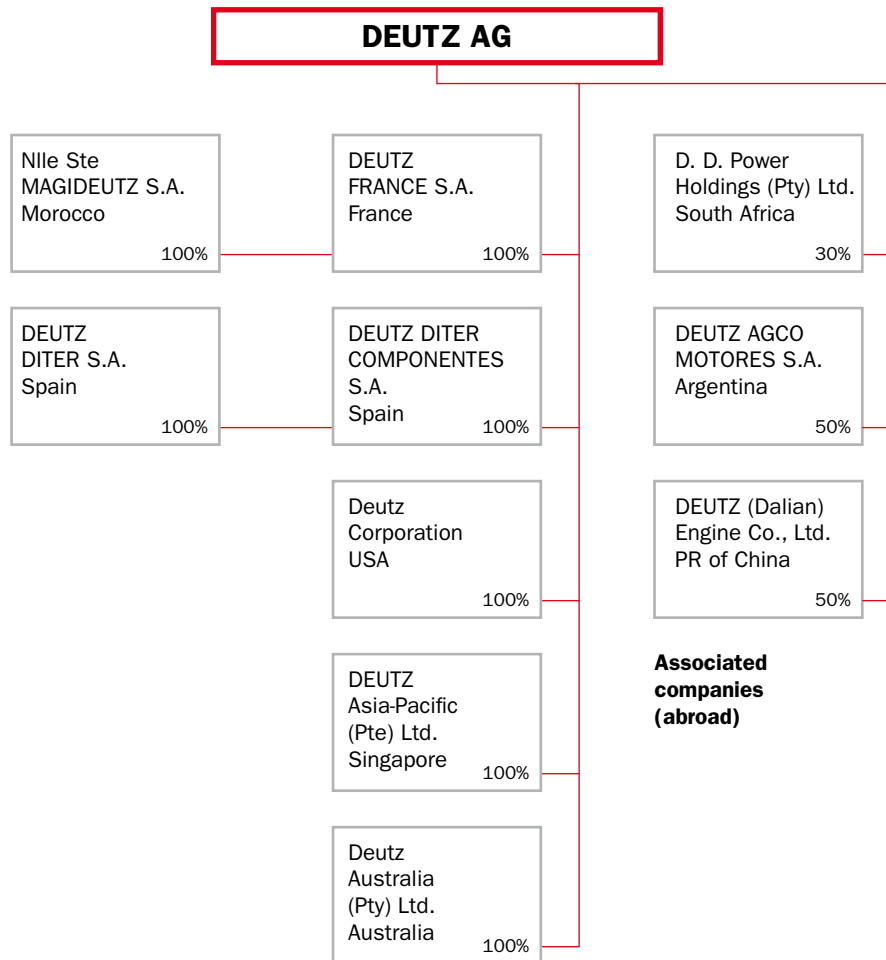 DEUTZ AG
Nlle Ste
MAGIDEUTZ S.A.
Morocco
100%
DEUTZ
FRANCE S.A.
France
100%
D. D. Power
Holdings (Pty) Ltd.
South Africa
30%
DEUTZ
DITER S.A.
Spain
100%
DEUTZ DITER
COMPONENTES
S.A.
Spain
100%
DEUTZ AGCO
MOTORES S.A.
Argentina
50%
Deutz
Corporation
USA
100%
DEUTZ (Dalian)
Engine Co., Ltd.
PR of China
50%
DEUTZ
Asia-Pacific
(Pte) Ltd.
Singapore
100%
Associated
companies
(abroad)
Deutz
Australia
(Pty) Ltd.
Australia
100%